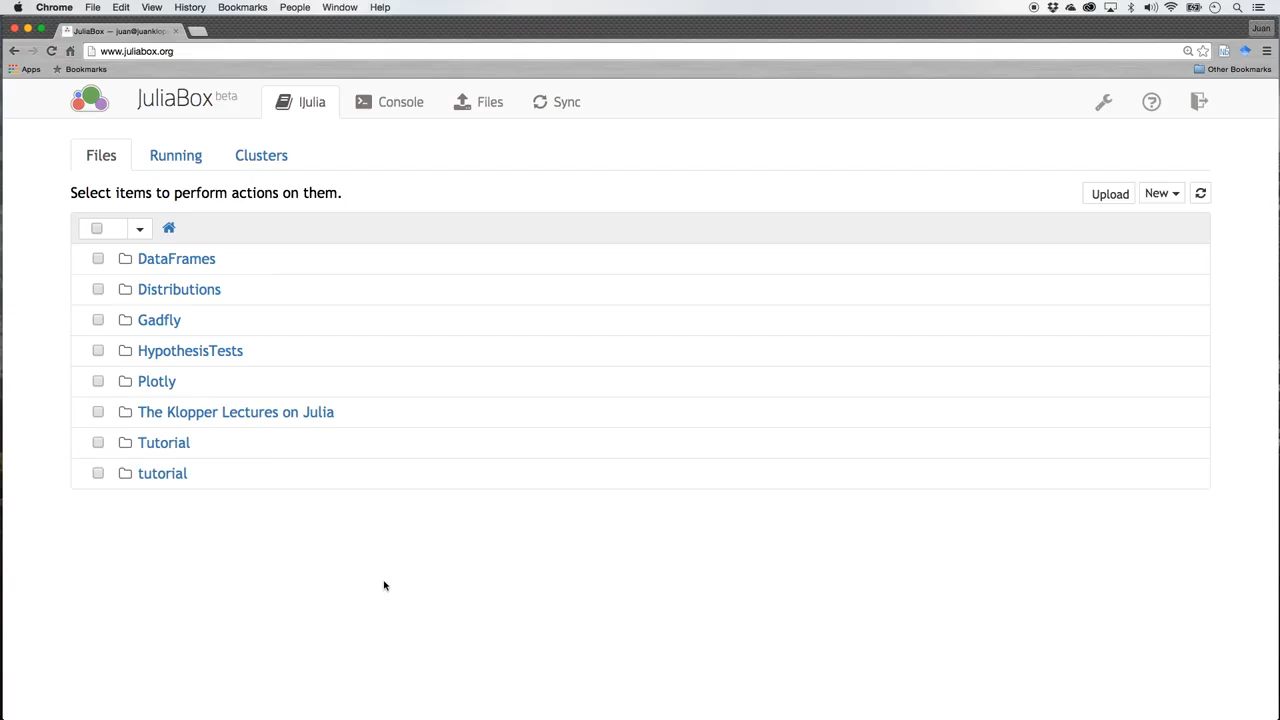 Chrome File Edit View History Bookmarks People Window Help
JuliaBox — juan@juanklop Juan
www.juliabox.org
Apps Bookmarks Other Bookmarks
JuliaBox beta IJulia Console Files Sync
Files Running Clusters
Select items to perform actions on them. Upload New
DataFrames
Distributions
Gadfly
HypothesisTests
Plotly
The Klopper Lectures on Julia
Tutorial
tutorial